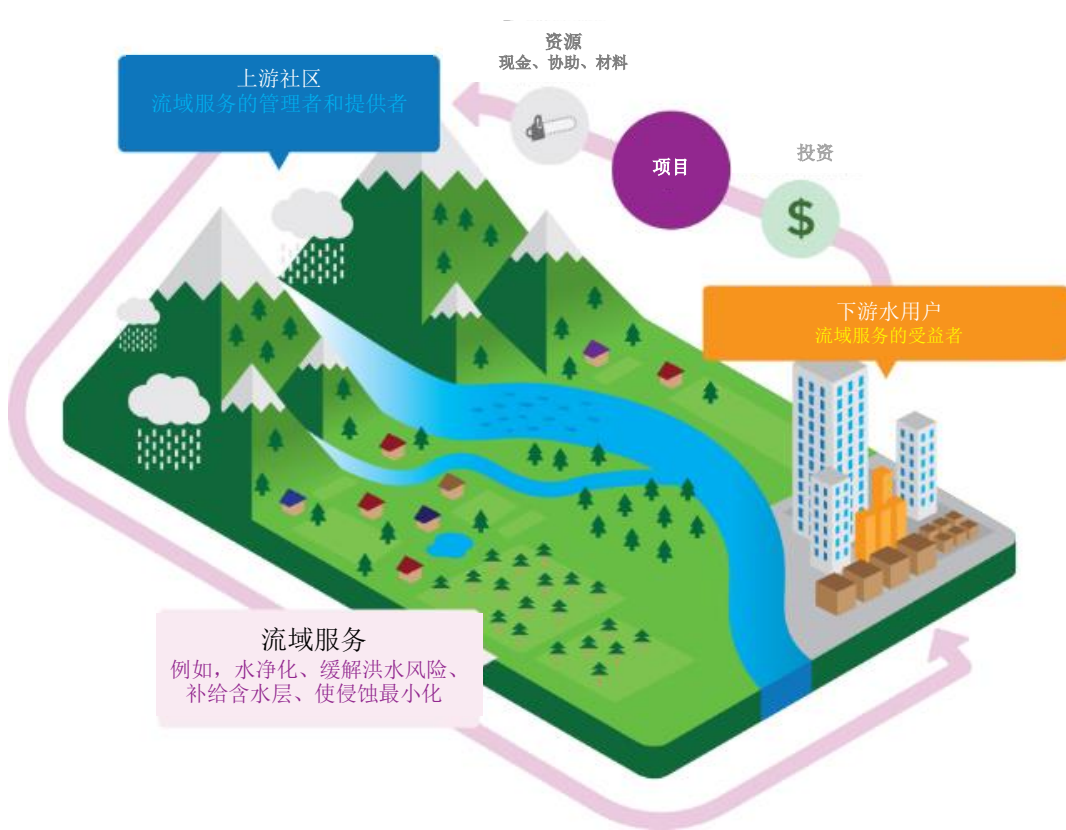 资源
现金、协助、材料
上游社区
流域服务的管理者和提供者
项目
投资
$
下游水用户
流域服务的受益者
流域服务
例如，水净化、缓解洪水风险、
补给含水层、使侵蚀最小化